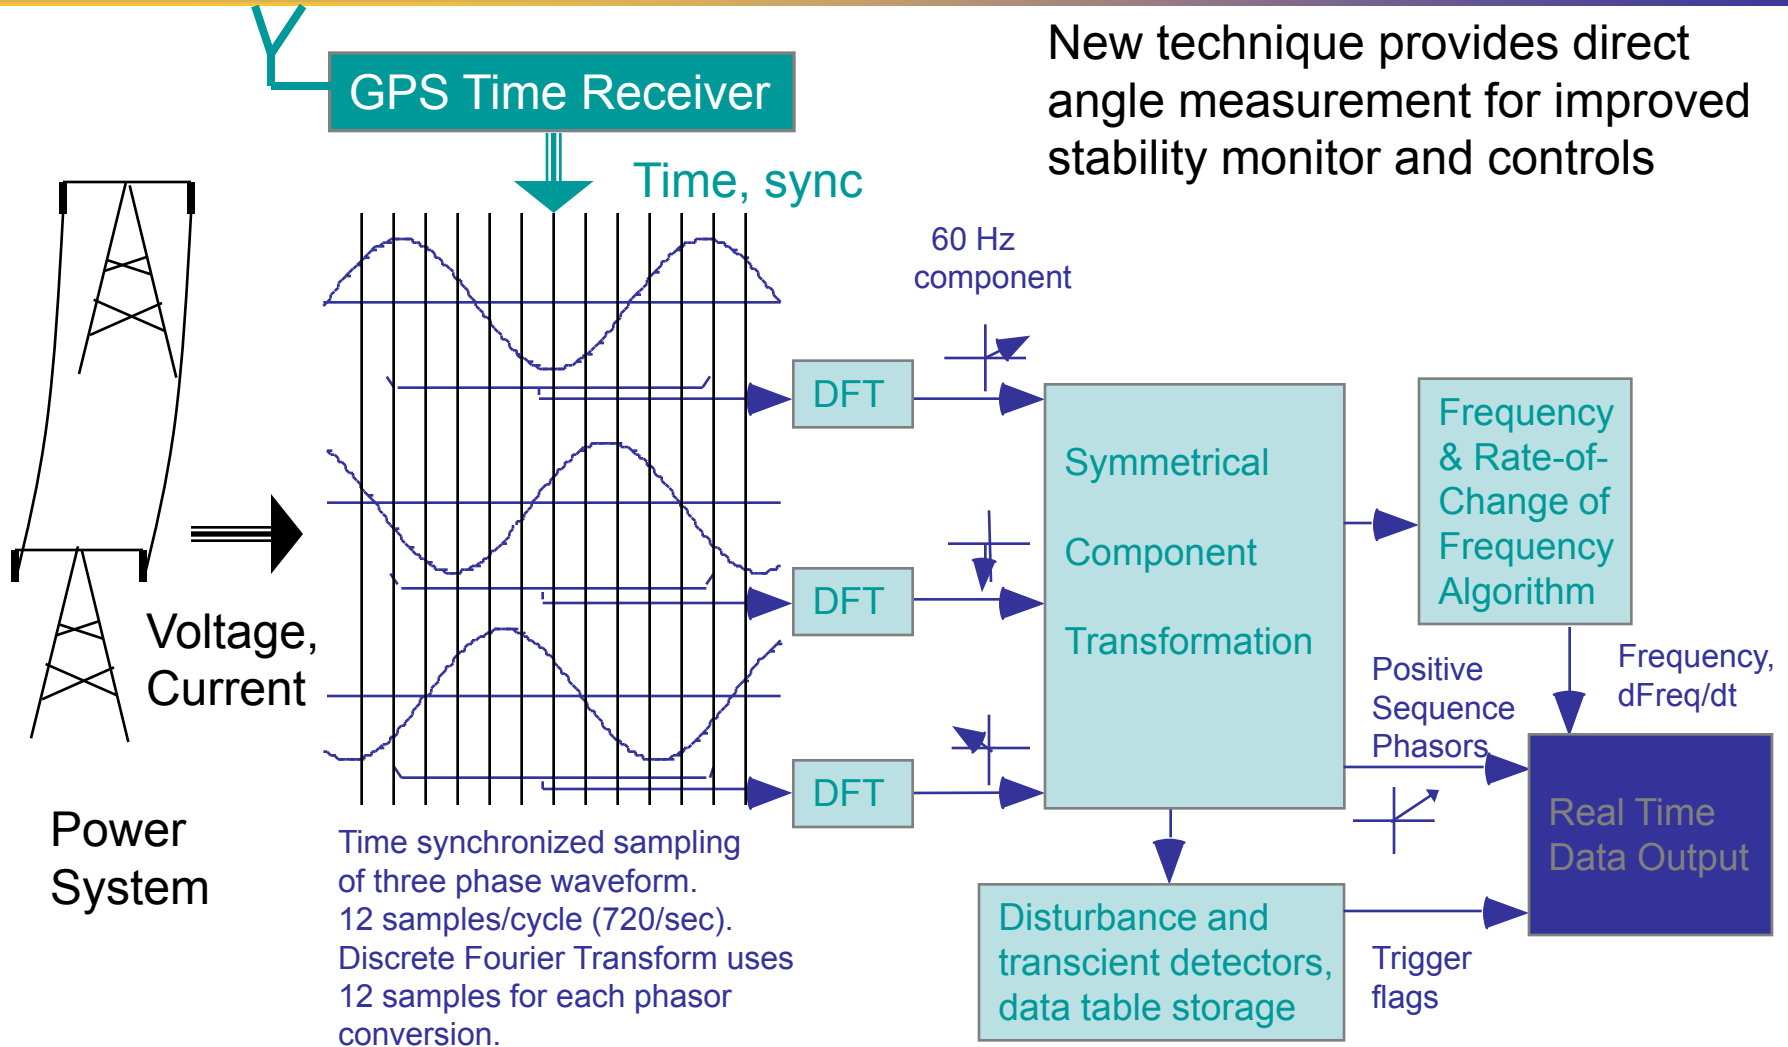 New technique provides direct
angle measurement for improved
stability monitor and controls
GPS Time Receiver
Time, sync
60 Hz
component
DFT
DFT
DFT
Symmetrical
Component
Transformation
Frequency
& Rate-of-
Change of
Frequency
Algorithm
Voltage,
Current
Power
System
Positive
Sequence
Phasors
Frequency,
dFreq/dt
Real Time
Data Output
Time synchronized sampling
of three phase waveform.
12 samples/cycle (720/sec).
Discrete Fourier Transform uses
12 samples for each phasor
conversion.
Disturbance and
transcient detectors,
data table storage
Trigger
flags